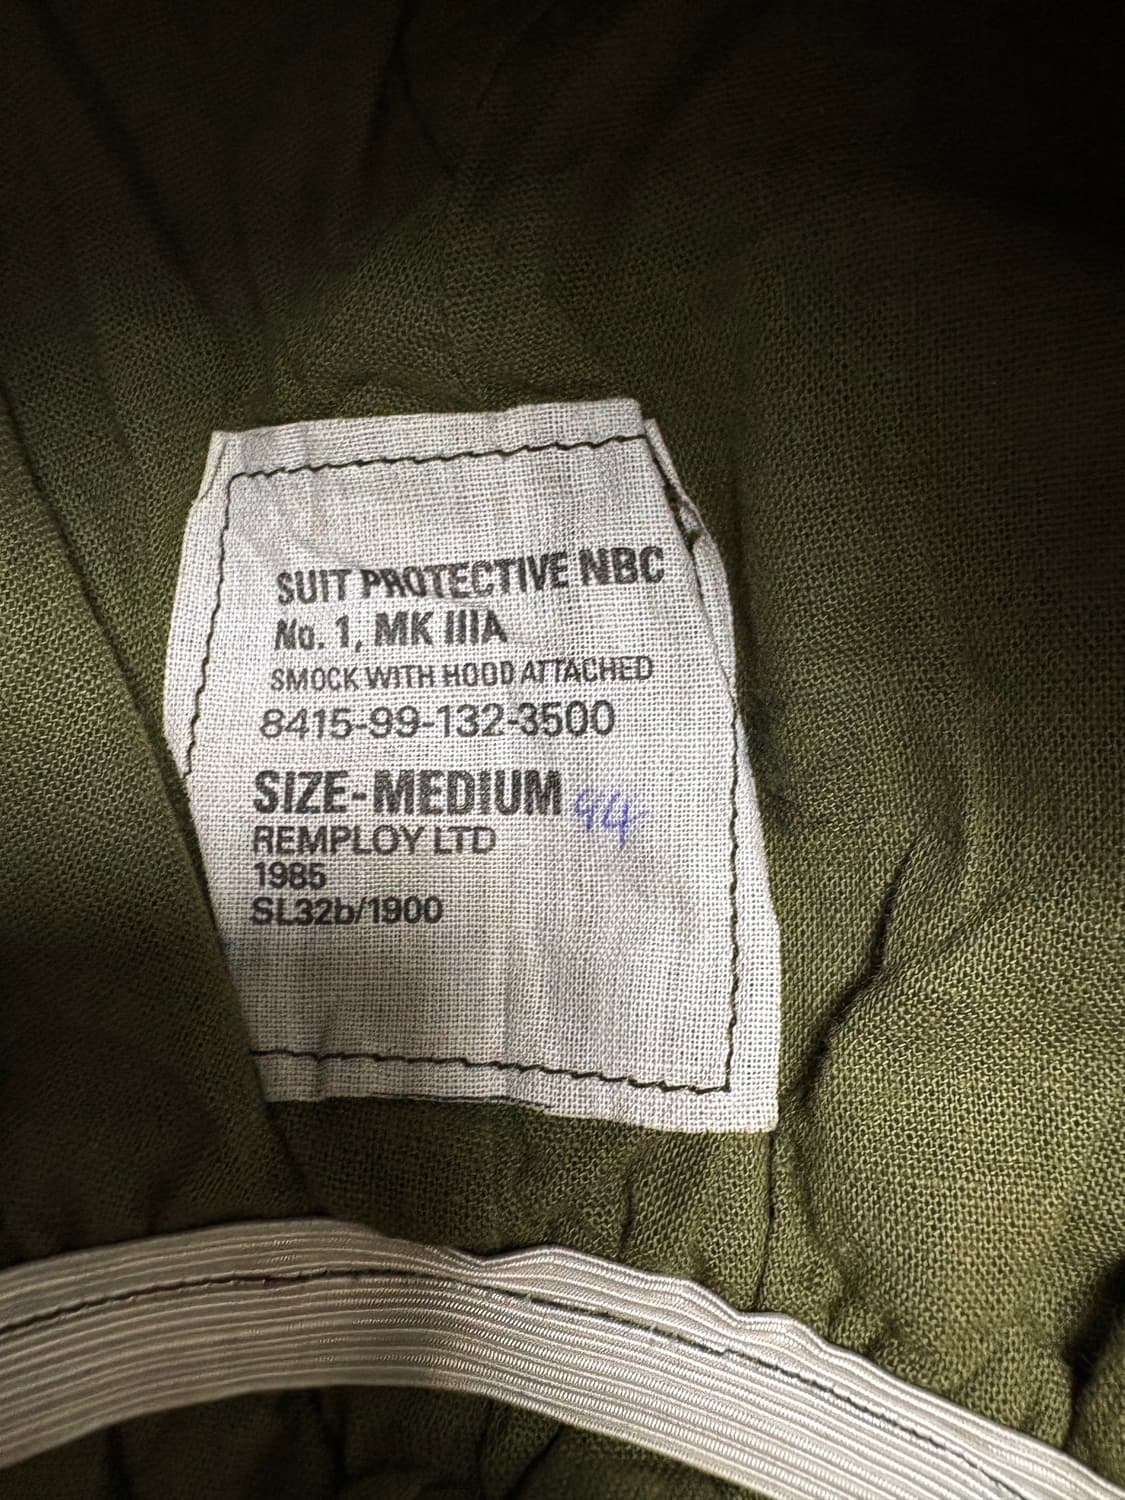 SUIT PROTECTIVE NBC
No. 1, MK IIIA
SMOCK WITH HOOD ATTACHED
8415-99-132-3500
SIZE-MEDIUM 94
REMPLOY LTD
1985
SL32b/1900